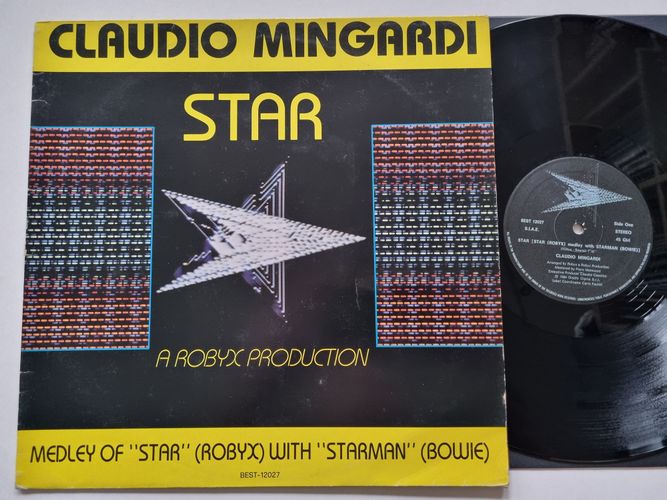 CLAUDIO MINGARDI
STAR
A ROBYX PRODUCTION
MEDLEY OF "STAR" (ROBYX) WITH "STARMAN" (BOWIE)
BEST-12027
BEST 12027
S.I.A.E.
Side One
STEREO
45 Giri
STAR [STAR (ROBYX) medley with STARMAN (BOWIE)]
CLAUDIO MINGARDI